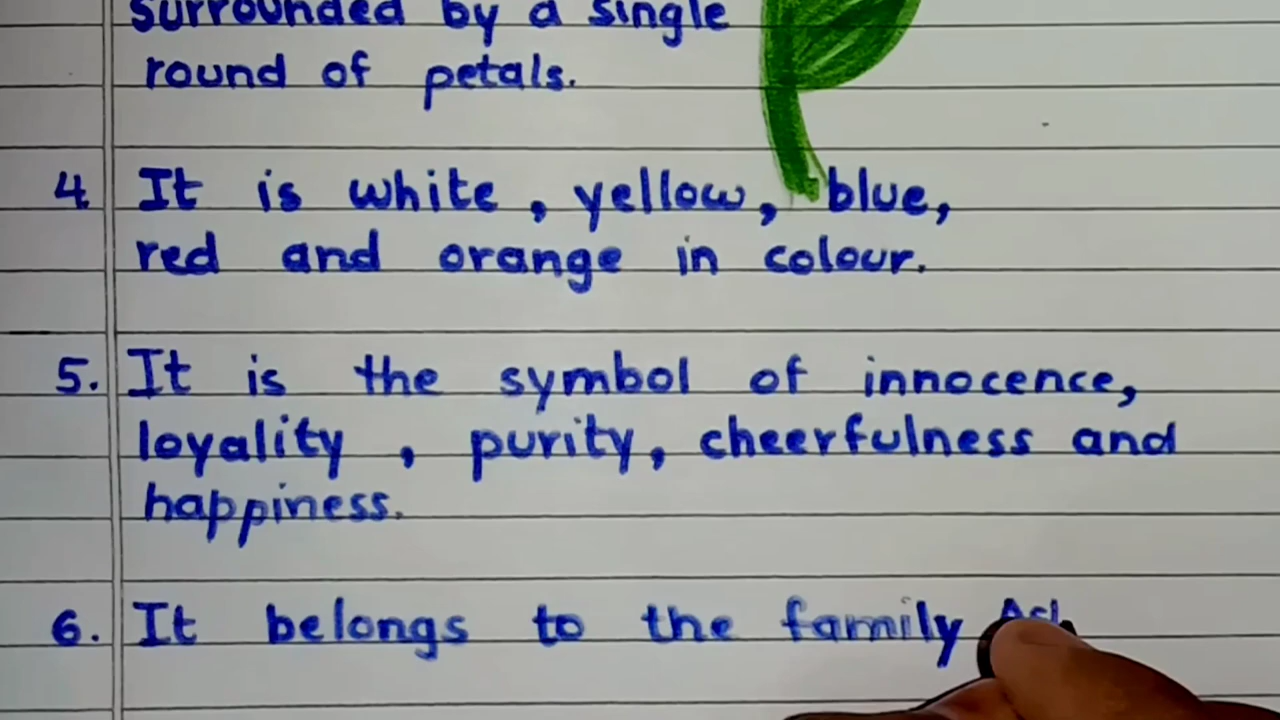 surrounded by a single
round of petals.
4. It is white, yellow, blue,
red and orange in colour.
5. It is the symbol of innocence,
loyality, purity, cheerfulness and
happiness.
6. It belongs to the family